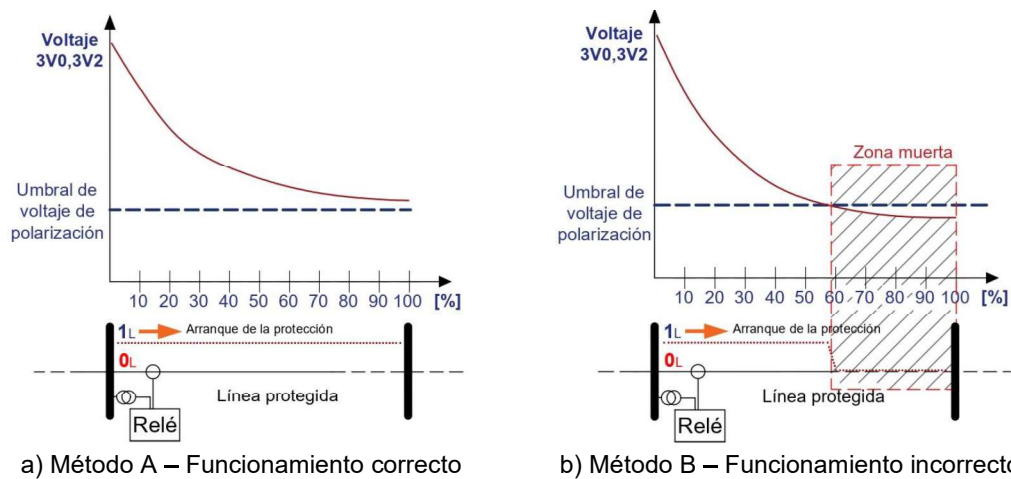 Voltaje
3V0,3V2
Umbral de
voltaje de
polarización
10 20 30 40 50 60 70 80 90 100 [%]
1L Arranque de la protección
0L
Línea protegida
Relé
a) Método A – Funcionamiento correcto
Voltaje
3V0,3V2
Zona muerta
Umbral de
voltaje de
polarización
10 20 30 40 50 60 70 80 90 100 [%]
1L Arranque de la protección
0L
Línea protegida
Relé
b) Método B – Funcionamiento incorrecto